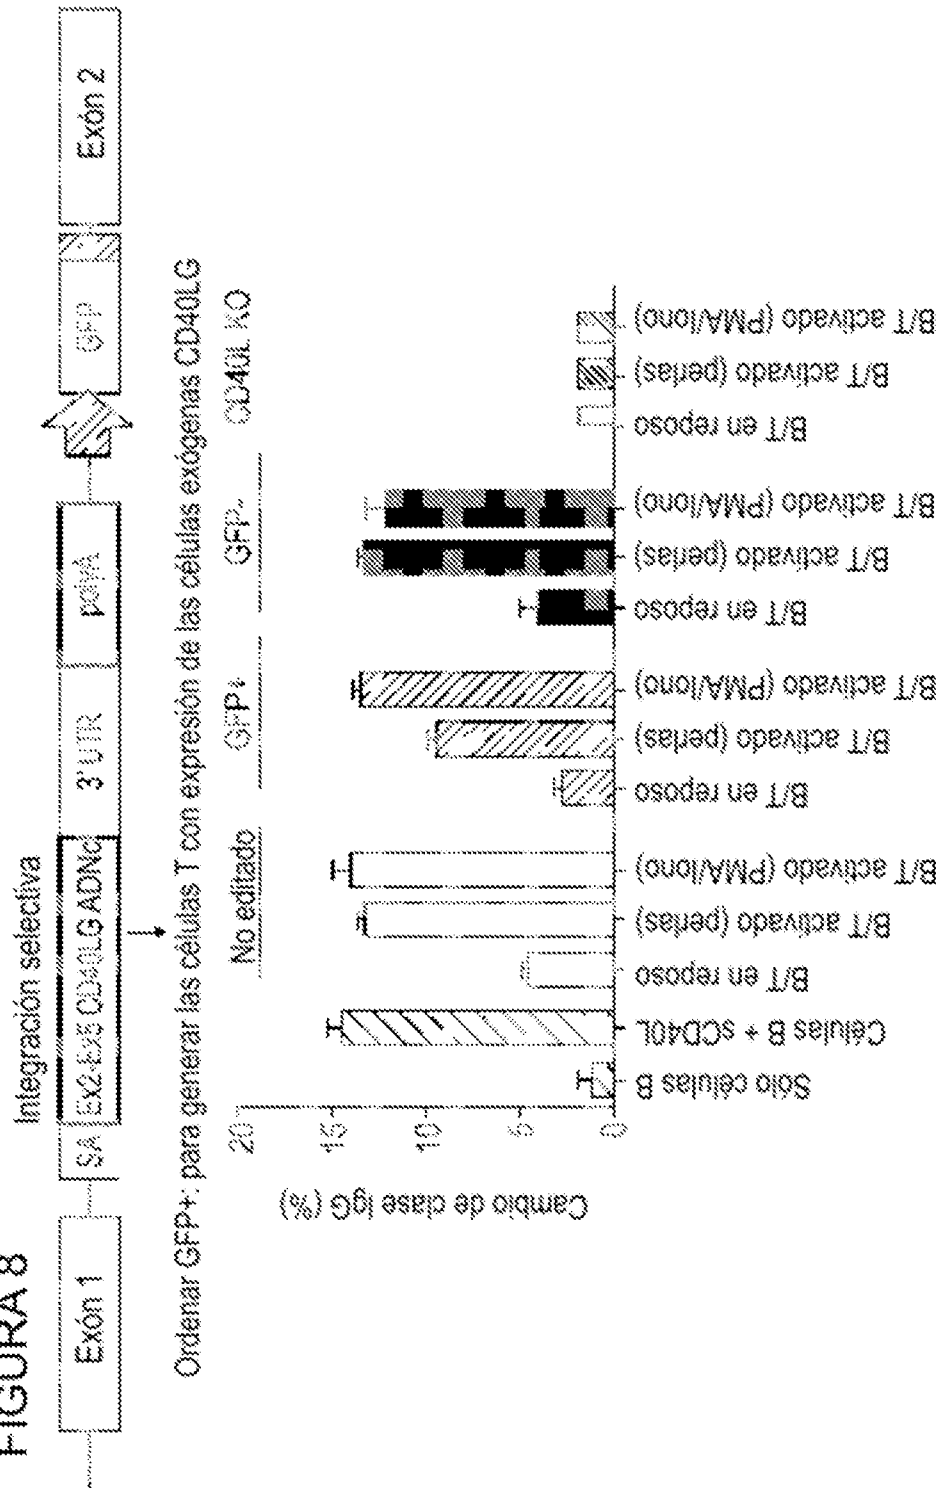 FIGURA 8
Integración selectiva
Exón 1
SA
Ex2-Ex5 CD40LG ADNc
3' UTR
polyA
GFP
Exón 2
Ordenar GFP+: para generar las células T con expresión de las células exógenas CD40LG
No editado
GFP+
GFP-
CD40L KO
Cambio de clase IgG (%)
20
15
10
5
0
Sólo células B
Células B + sCD40L
B/T en reposo
B/T activado (perlas)
B/T activado (PMA/Iono)
B/T en reposo
B/T activado (perlas)
B/T activado (PMA/Iono)
B/T en reposo
B/T activado (perlas)
B/T activado (PMA/Iono)
B/T en reposo
B/T activado (perlas)
B/T activado (PMA/Iono)